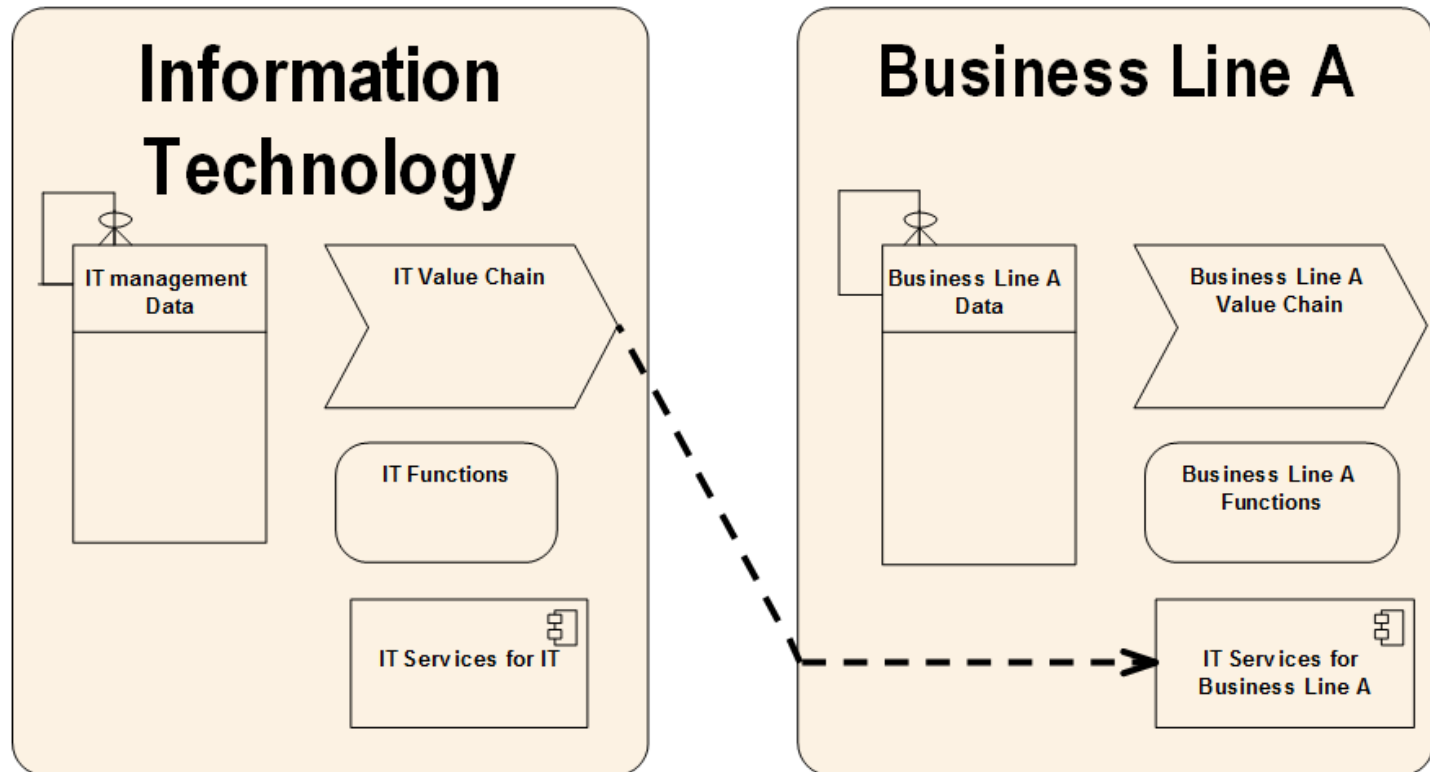 Information
Technology
IT management
Data
IT Value Chain
IT Functions
IT Services for IT
Business Line A
Business Line A
Data
Business Line A
Value Chain
Business Line A
Functions
IT Services for
Business Line A